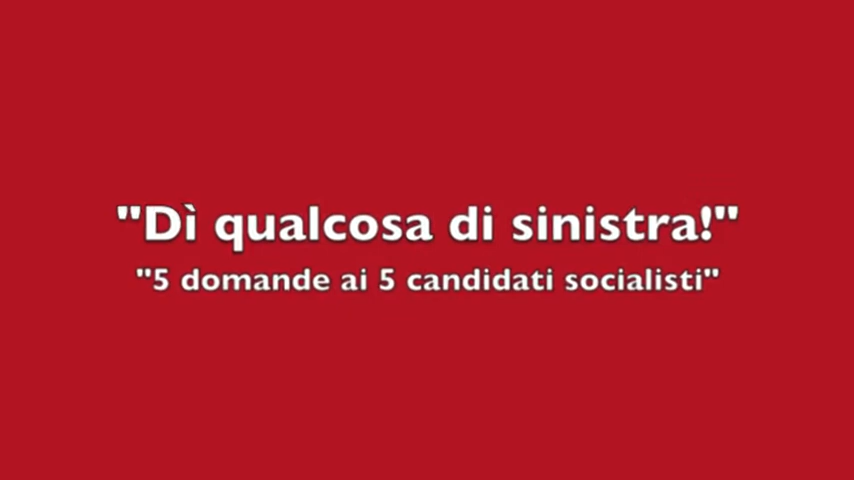 "Dì qualcosa di sinistra!"
"5 domande ai 5 candidati socialisti"